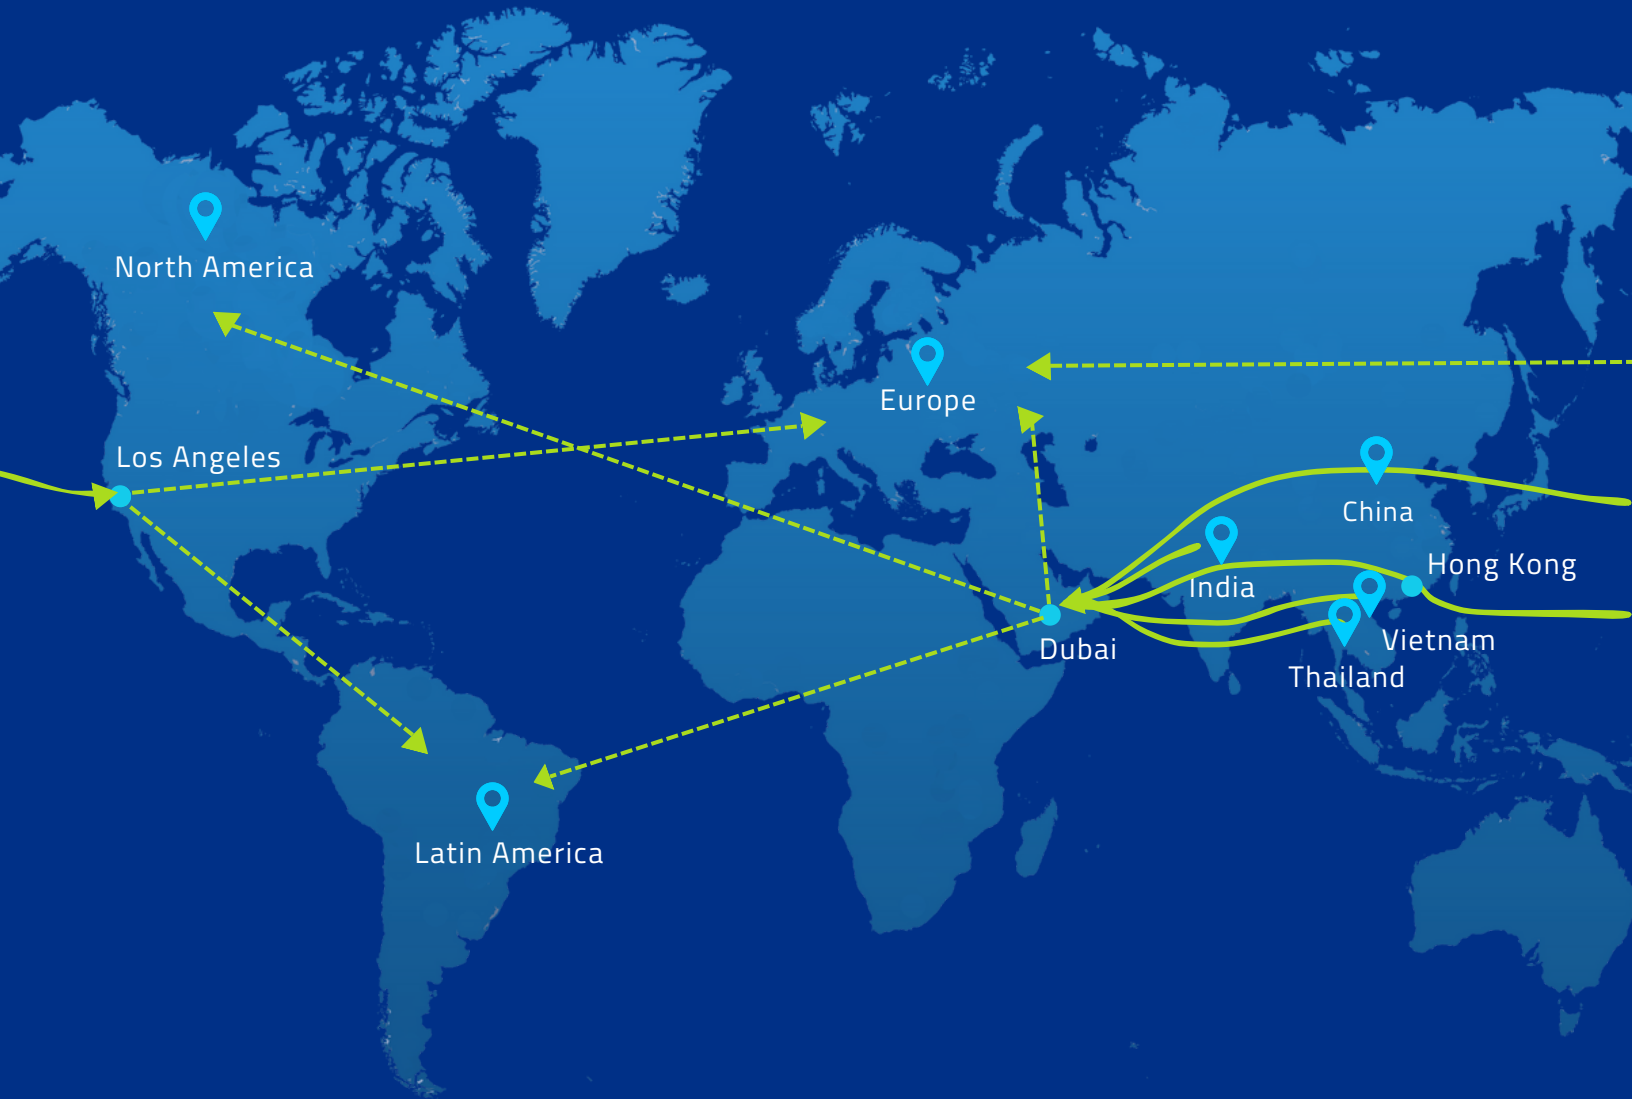 North America
Europe
Los Angeles
China
Hong Kong
India
Dubai
Vietnam
Thailand
Latin America